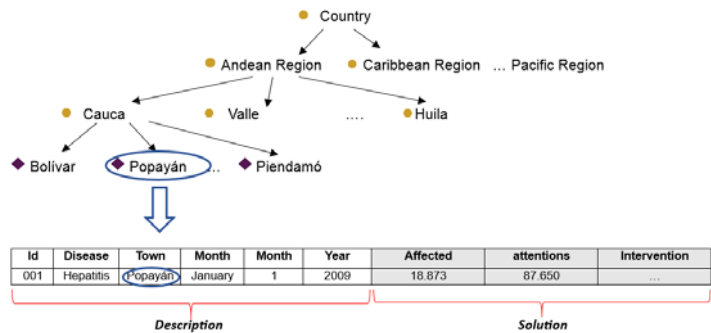 Country
Andean Region Caribbean Region ... Pacific Region
Cauca Valle .... Huila
Bolivar Popayán ... Piendamó
Id Disease Town Month Month Year Affected attentions Intervention
001 Hepatitis Popayán January 1 2009 18.873 87.650 ...
Description Solution